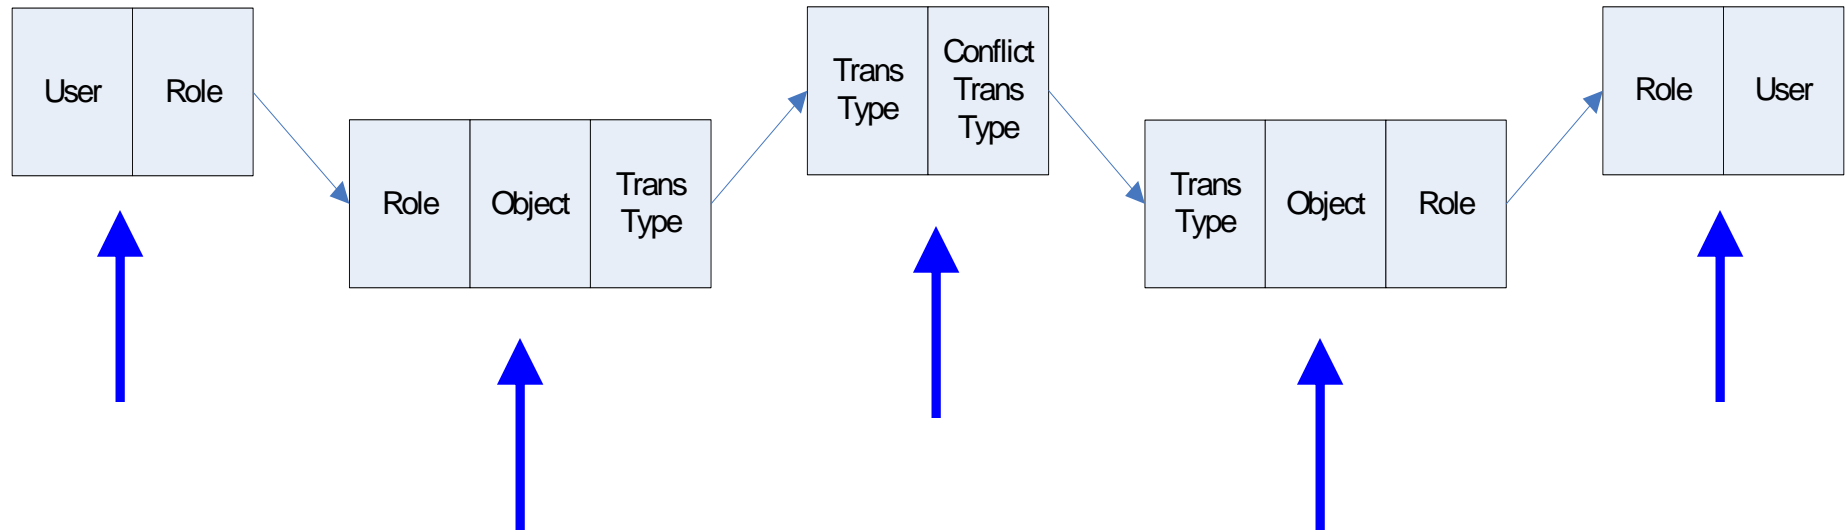 User
Role
Role
Object
Trans
Type
Trans
Type
Conflict
Trans
Type
Trans
Type
Object
Role
Role
User